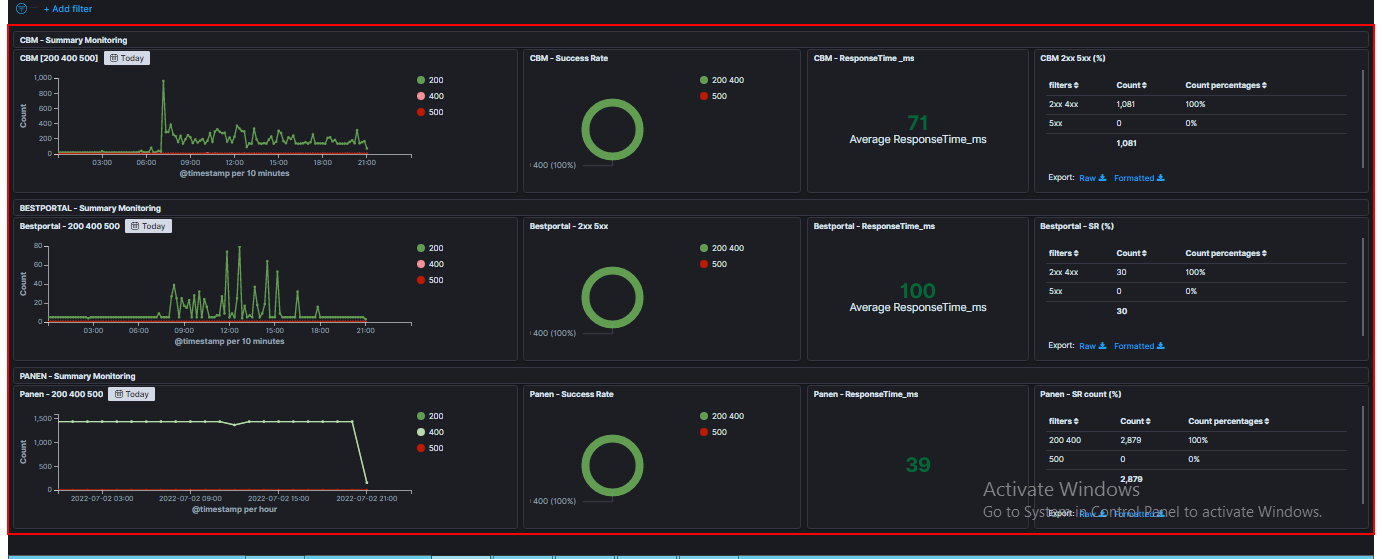 + Add filter
CBM - Summary Monitoring
CBM [200 400 500] Today
1,000
800
600
400
200
0
Count
03:00 06:00 09:00 12:00 15:00 18:00 21:00
@timestamp per 10 minutes
200
400
500
CBM - Success Rate
200 400
500
400 (100%)
CBM - ResponseTime _ms
71
Average ResponseTime_ms
CBM 2xx 5xx (%)
filters Count Count percentages
2xx 4xx 1,081 100%
5xx 0 0%
1,081
Export: Raw Formatted
BESTPORTAL - Summary Monitoring
Bestportal - 200 400 500 Today
80
60
40
20
0
Count
03:00 06:00 09:00 12:00 15:00 18:00 21:00
@timestamp per 10 minutes
200
400
500
Bestportal - 2xx 5xx
200 400
500
400 (100%)
Bestportal - ResponseTime_ms
100
Average ResponseTime_ms
Bestportal - SR (%)
filters Count Count percentages
2xx 4xx 30 100%
5xx 0 0%
30
Export: Raw Formatted
PANEN - Summary Monitoring
Panen - 200 400 500 Today
1,500
1,000
500
0
Count
2022-07-02 03:00 2022-07-02 09:00 2022-07-02 15:00 2022-07-02 21:00
@timestamp per hour
200
400
500
Panen - Success Rate
200 400
500
400 (100%)
Panen - ResponseTime_ms
39
Panen - SR count (%)
filters Count Count percentages
200 400 2,879 100%
500 0 0%
2,879
Export: Raw Formatted
Activate Windows
Go to System in Control Panel to activate Windows.